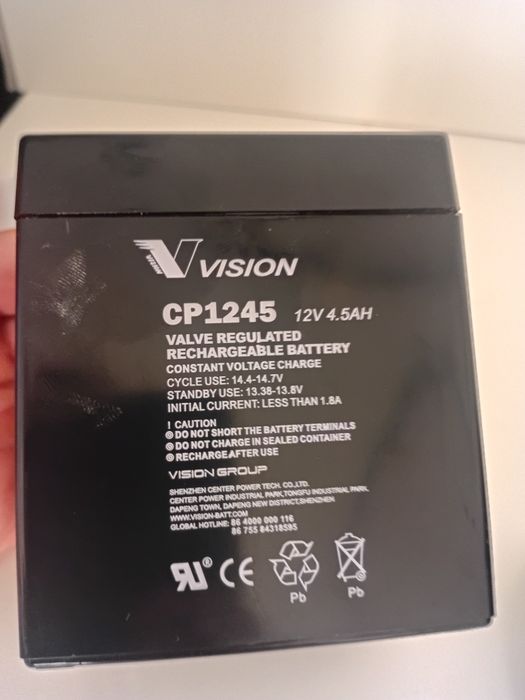 VISION
VISION
CP1245 12V 4.5AH
VALVE REGULATED
RECHARGEABLE BATTERY
CONSTANT VOLTAGE CHARGE
CYCLE USE: 14.4-14.7V
STANDBY USE: 13.38-13.8V
INITIAL CURRENT: LESS THAN 1.8A
! CAUTION
DO NOT SHORT THE BATTERY TERMINALS
DO NOT CHARGE IN SEALED CONTAINER
RECHARGE AFTER USE
VISION GROUP
SHENZHEN CENTER POWER TECH. CO.,LTD.
CENTER POWER INDUSTRIAL PARK,TONGFU INDUSTRIAL PARK,
DAPENG TOWN, DAPENG NEW DISTRICT,SHENZHEN
WWW.VISION-BATT.COM
GLOBAL HOTLINE: 86 4000 000 116
86 755 84318595
RU® CE
Pb Pb